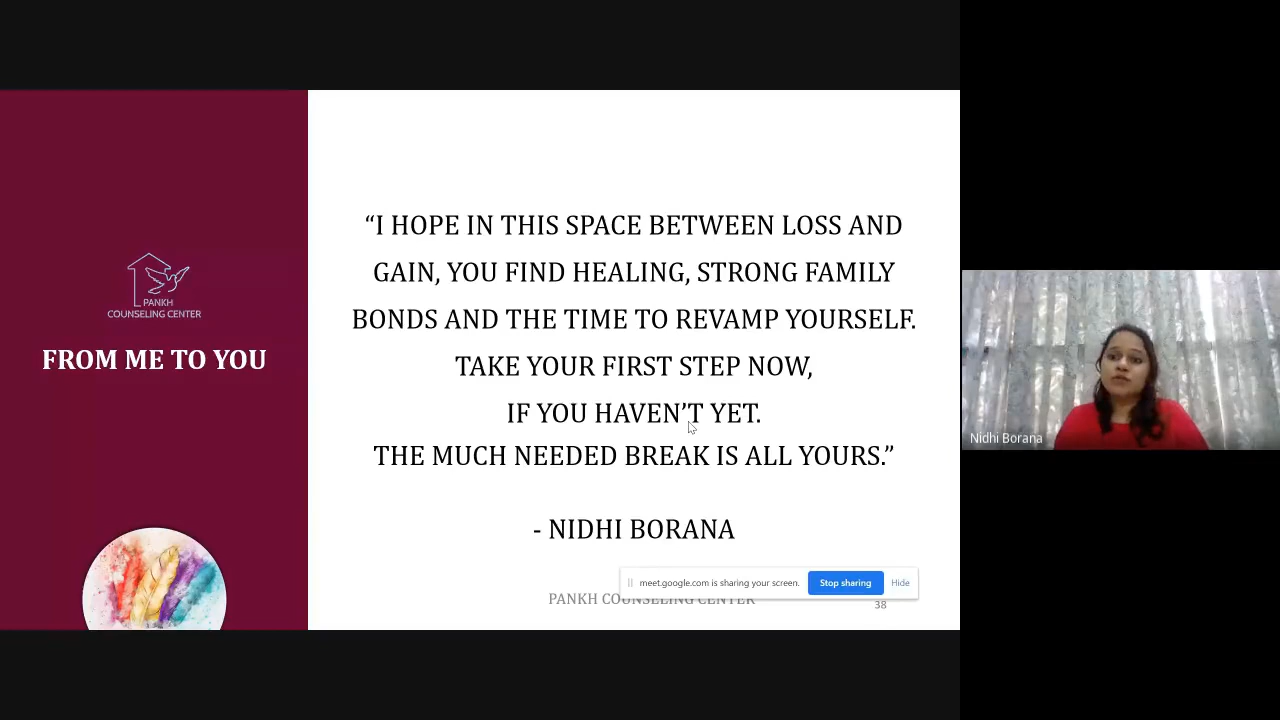 PANKH
COUNSELING CENTER
FROM ME TO YOU
“I HOPE IN THIS SPACE BETWEEN LOSS AND
GAIN, YOU FIND HEALING, STRONG FAMILY
BONDS AND THE TIME TO REVAMP YOURSELF.
TAKE YOUR FIRST STEP NOW,
IF YOU HAVEN’T YET.
THE MUCH NEEDED BREAK IS ALL YOURS.”
- NIDHI BORANA
meet.google.com is sharing your screen.
Stop sharing
Hide
PANKH COUNSELING CENTER
38
Nidhi Borana